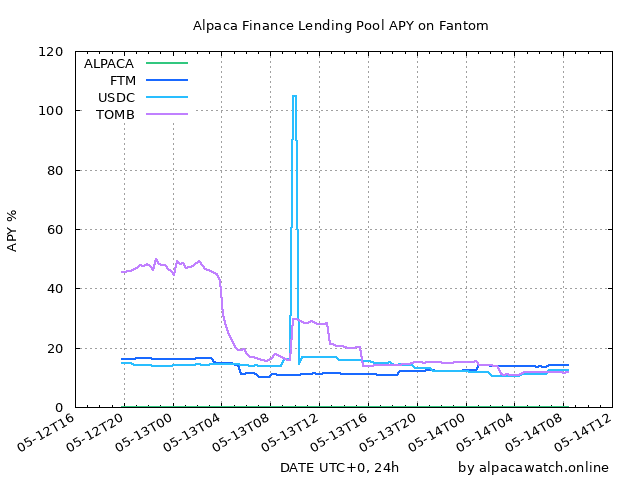 Alpaca Finance Lending Pool APY on Fantom
120
100
80
60
40
20
0
APY %
ALPACA
FTM
USDC
TOMB
05-12T16
05-12T20
05-13T00
05-13T04
05-13T08
05-13T12
05-13T16
05-13T20
05-14T00
05-14T04
05-14T08
05-14T12
DATE UTC+0, 24h
by alpacawatch.online